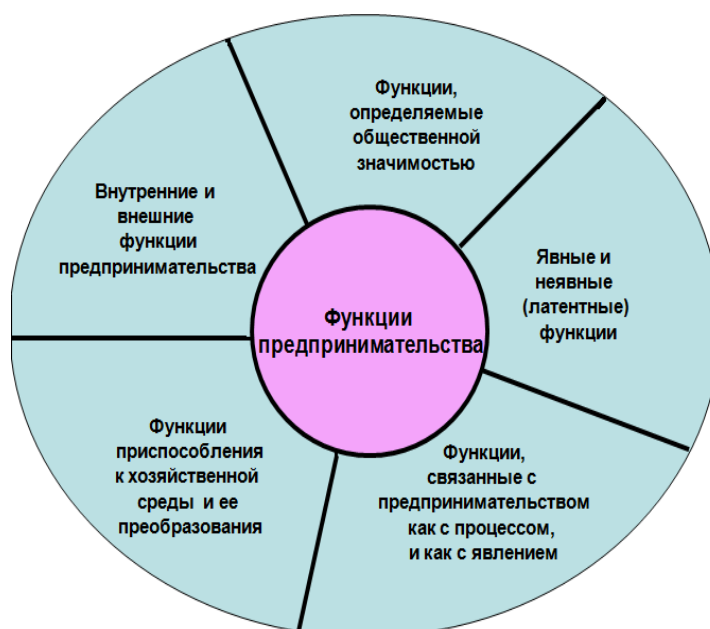 Функции,
определяемые
общественной
значимостью
Внутренние и
внешние
функции
предпринимательства
Явные и
неявные
(латентные)
функции
Функции
предпринимательства
Функции
приспособления
к хозяйственной
среды и ее
преобразования
Функции,
связанные с
предпринимательством
как с процессом,
и как с явлением